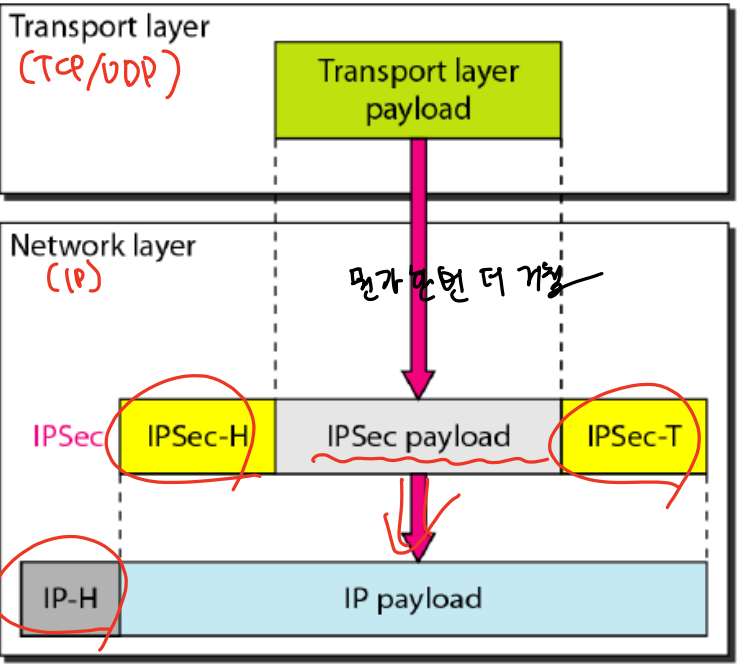 Transport layer
(TCP/UDP)
Transport layer
payload
Network layer
(IP)
뭔가 한번 더 거침
IPSec
IPSec-H
IPSec payload
IPSec-T
IP-H
IP payload